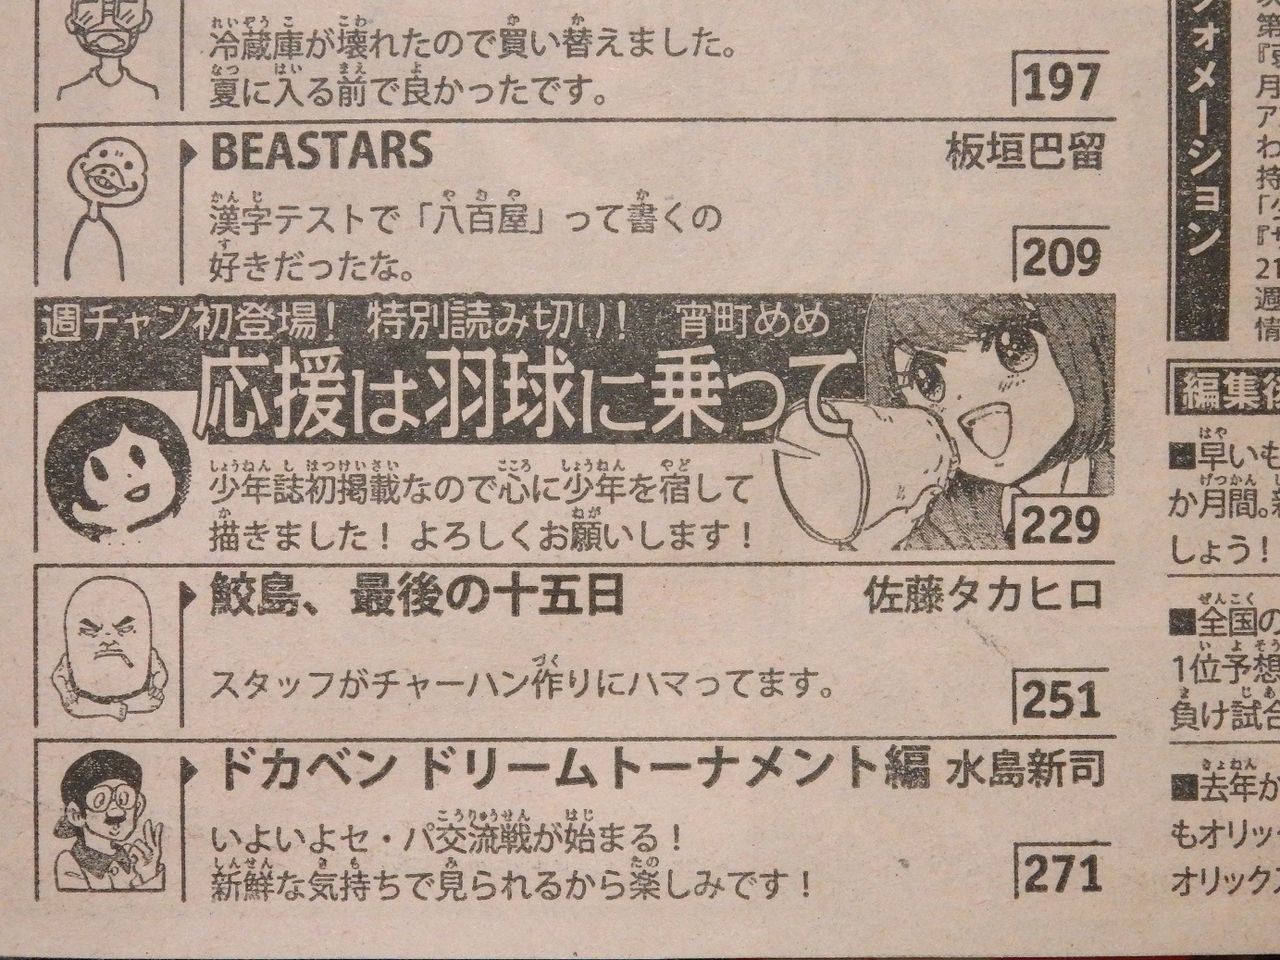 冷蔵庫が壊れたので買い替えました。
夏に入る前で良かったです。
197
BEASTARS 板垣巴留
漢字テストで「八百屋」って書くの
好きだったな。
209
週チャン初登場! 特別読み切り! 宵町めめ
応援は羽球に乗って
少年誌初掲載なので心に少年を宿して
描きました! よろしくお願いします!
229
鮫島、最後の十五日 佐藤タカヒロ
スタッフがチャーハン作りにハマってます。
251
ドカベン ドリームトーナメント編 水島新司
いよいよセ・パ交流戦が始まる!
新鮮な気持ちで見られるから楽しみです!
271
ォメーション
第
月
ア
わ
持
21
週
情
編集後
■早いも
か月間。
しょう!
■全国の
1位予想
負け試合
■去年か
もオリッ
オリックス